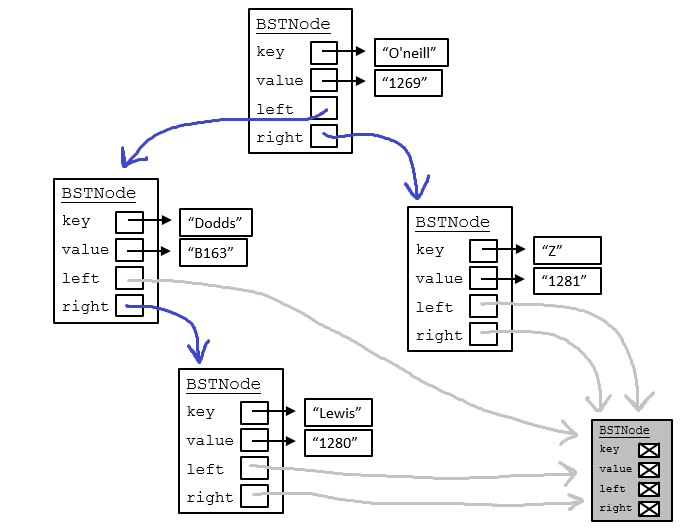 BSTNode
key “O'neill”
value “1269”
left
right
BSTNode
key “Dodds”
value “B163”
left
right
BSTNode
key “Z”
value “1281”
left
right
BSTNode
key “Lewis”
value “1280”
left
right
BSTNode
key
value
left
right